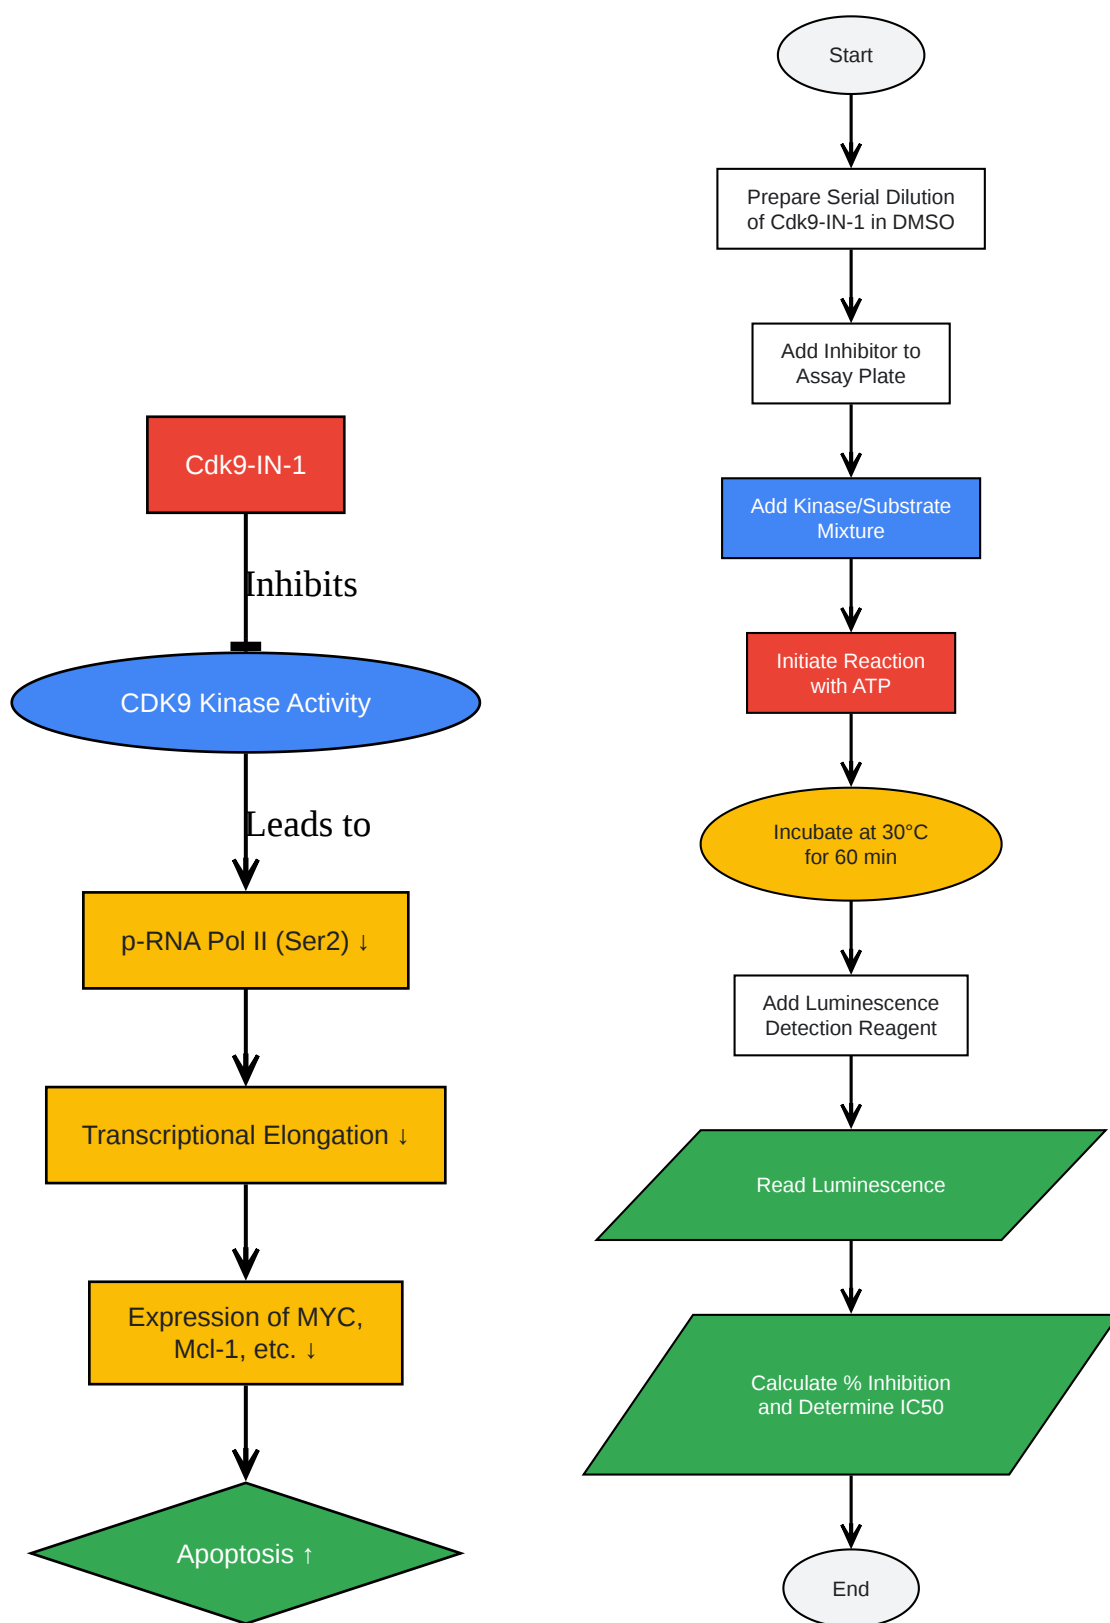 Cdk9-IN-1
Inhibits
CDK9 Kinase Activity
Leads to
p-RNA Pol II (Ser2) ↓
Transcriptional Elongation ↓
Expression of MYC,
Mcl-1, etc. ↓
Apoptosis ↑
Start
Prepare Serial Dilution
of Cdk9-IN-1 in DMSO
Add Inhibitor to
Assay Plate
Add Kinase/Substrate
Mixture
Initiate Reaction
with ATP
Incubate at 30°C
for 60 min
Add Luminescence
Detection Reagent
Read Luminescence
Calculate % Inhibition
and Determine IC50
End